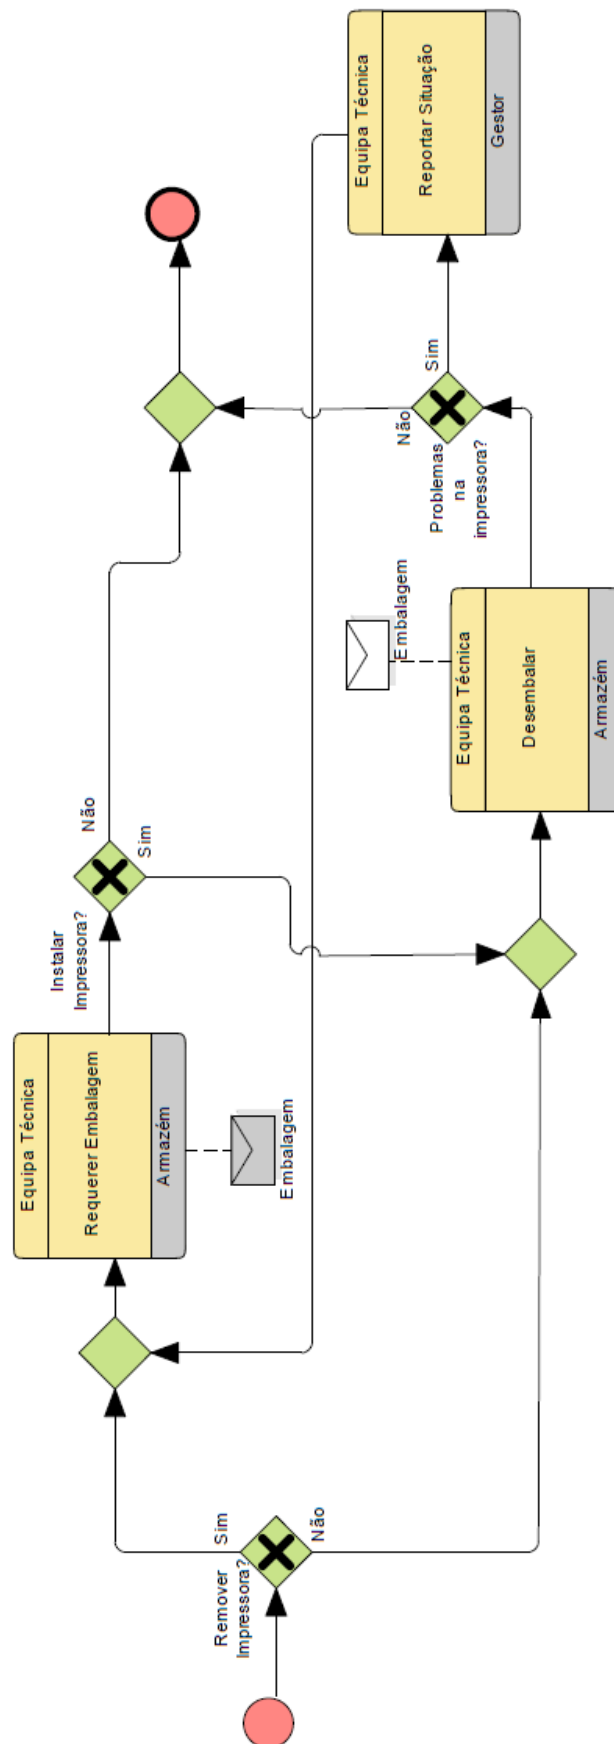 Remover
Impressora?
Sim
Não
Equipa Técnica
Requerer Embalagem
Armazém
Embalagem
Instalar
Impressora?
Não
Sim
Equipa Técnica
Desembalar
Armazém
Embalagem
Problemas
na
impressora?
Não
Sim
Equipa Técnica
Reportar Situação
Gestor